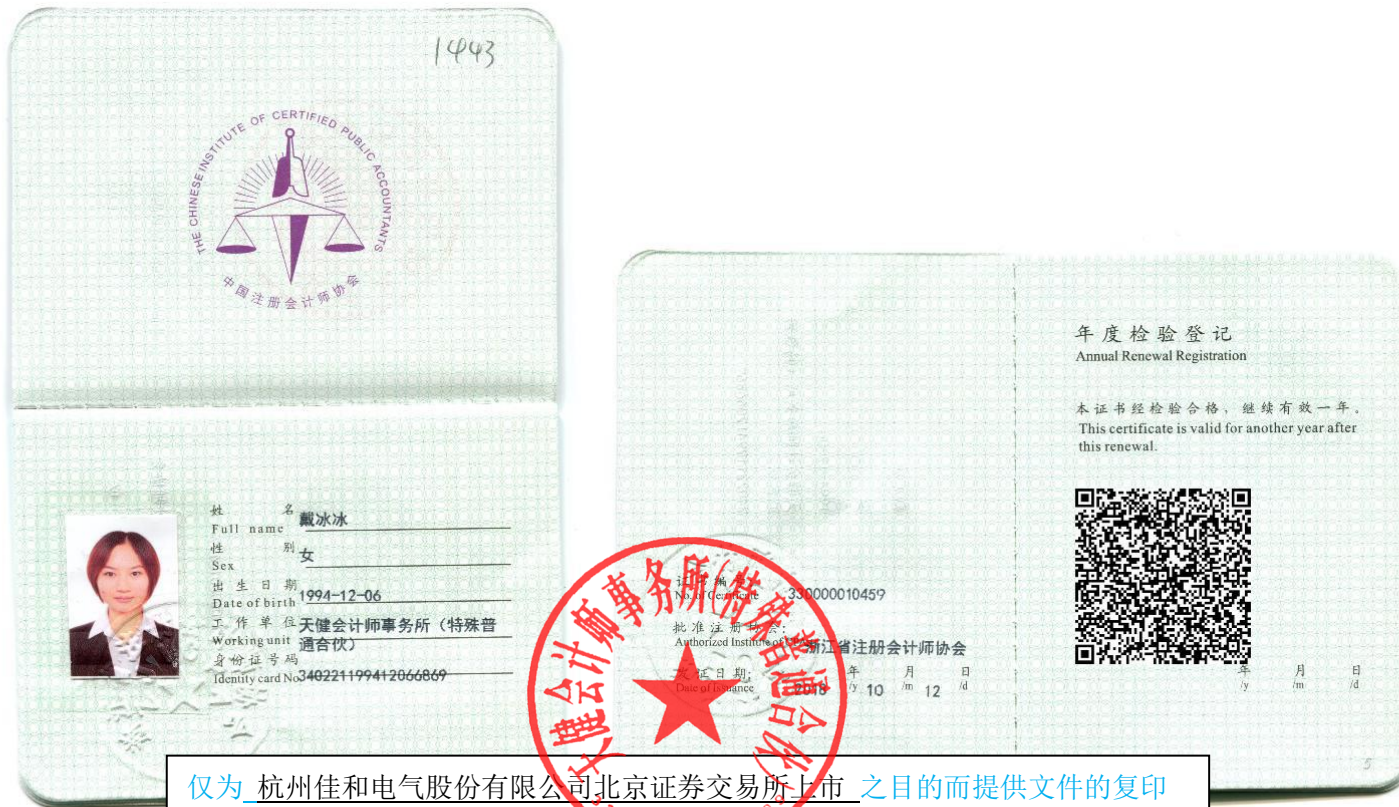 1443
THE CHINESE INSTITUTE OF CERTIFIED PUBLIC ACCOUNTANTS
中国注册会计师协会
姓 名 戴冰冰
Full name
性 别 女
Sex
出生日期 1994-12-06
Date of birth
工作单位 天健会计师事务所（特殊普
Working unit 通合伙）
身份证号码
Identity card No. 340221199412066869
证书编号:
No. of Certificate 330000010459
批准注册协会:
Authorized Institute of 浙江省注册会计师协会
发证日期: 年 月 日
Date of Issuance 2018 /y 10 /m 12 /d
年度检验登记
Annual Renewal Registration
本证书经检验合格，继续有效一年。
This certificate is valid for another year after
this renewal.
年 月 日
/y /m /d
5
天健会计师事务所(特殊普通合伙)
仅为 杭州佳和电气股份有限公司北京证券交易所上市 之目的而提供文件的复印